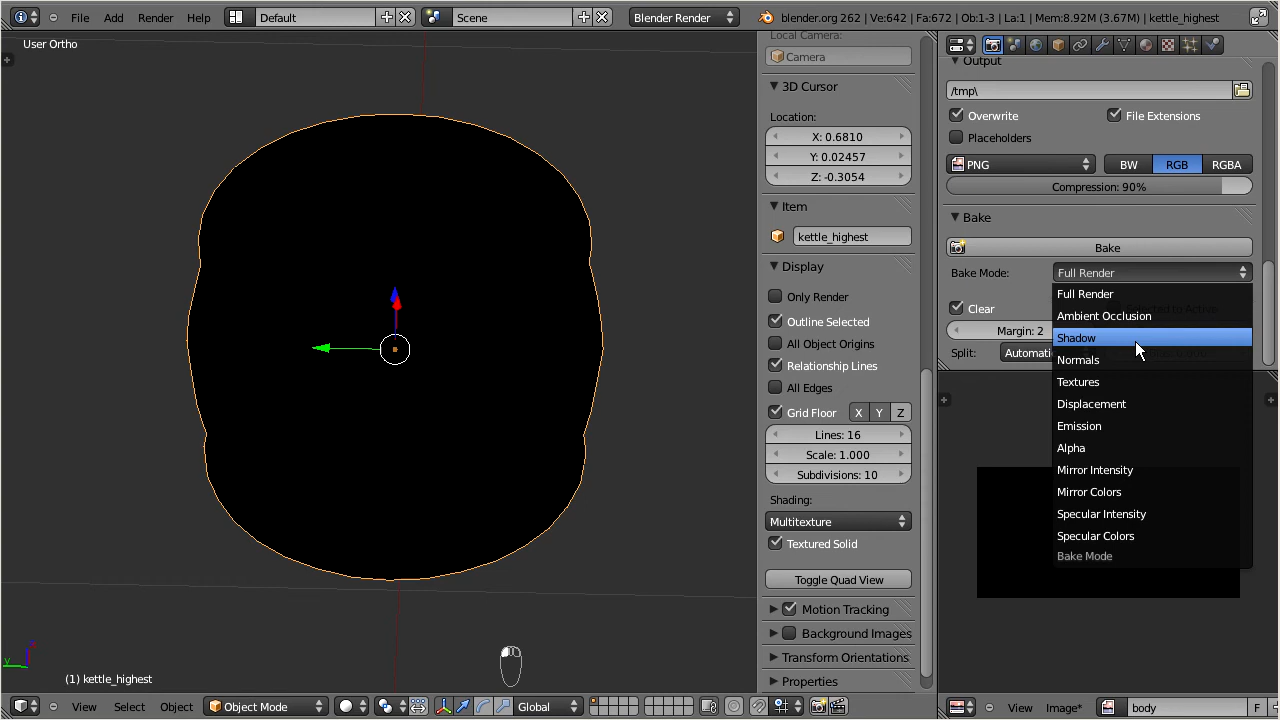 File Add Render Help Default Scene Blender Render blender.org 262 | Ve:642 | Fa:672 | Ob:1-3 | La:1 | Mem:8.92M (3.67M) | kettle_highest
User Ortho
(1) kettle_highest
y
View Select Object Object Mode Global
Local Camera:
Camera
3D Cursor
Location:
X: 0.6810
Y: 0.02457
Z: -0.3054
Item
kettle_highest
Display
Only Render
Outline Selected
All Object Origins
Relationship Lines
All Edges
Grid Floor X Y Z
Lines: 16
Scale: 1.000
Subdivisions: 10
Shading:
Multitexture
Textured Solid
Toggle Quad View
Motion Tracking
Background Images
Transform Orientations
Properties
Output
/tmp\
Overwrite File Extensions
Placeholders
PNG BW RGB RGBA
Compression: 90%
Bake
Bake
Bake Mode: Full Render
Clear
Margin: 2
Split: Automati
Full Render
Ambient Occlusion
Shadow
Normals
Textures
Displacement
Emission
Alpha
Mirror Intensity
Mirror Colors
Specular Intensity
Specular Colors
Bake Mode
View Image* body F